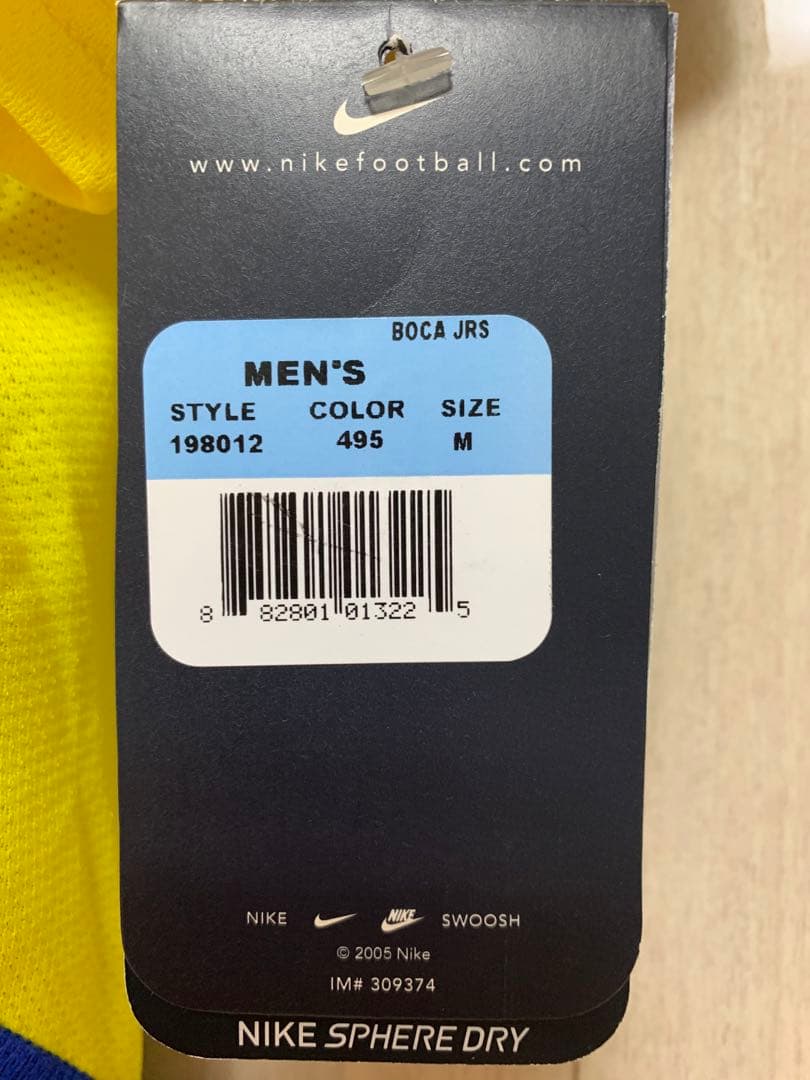 www.nikefootball.com
BOCA JRS
MEN'S
STYLE COLOR SIZE
198012 495 M
8 82801 01322 5
NIKE NIKE SWOOSH
© 2005 Nike
IM# 309374
NIKE SPHERE DRY